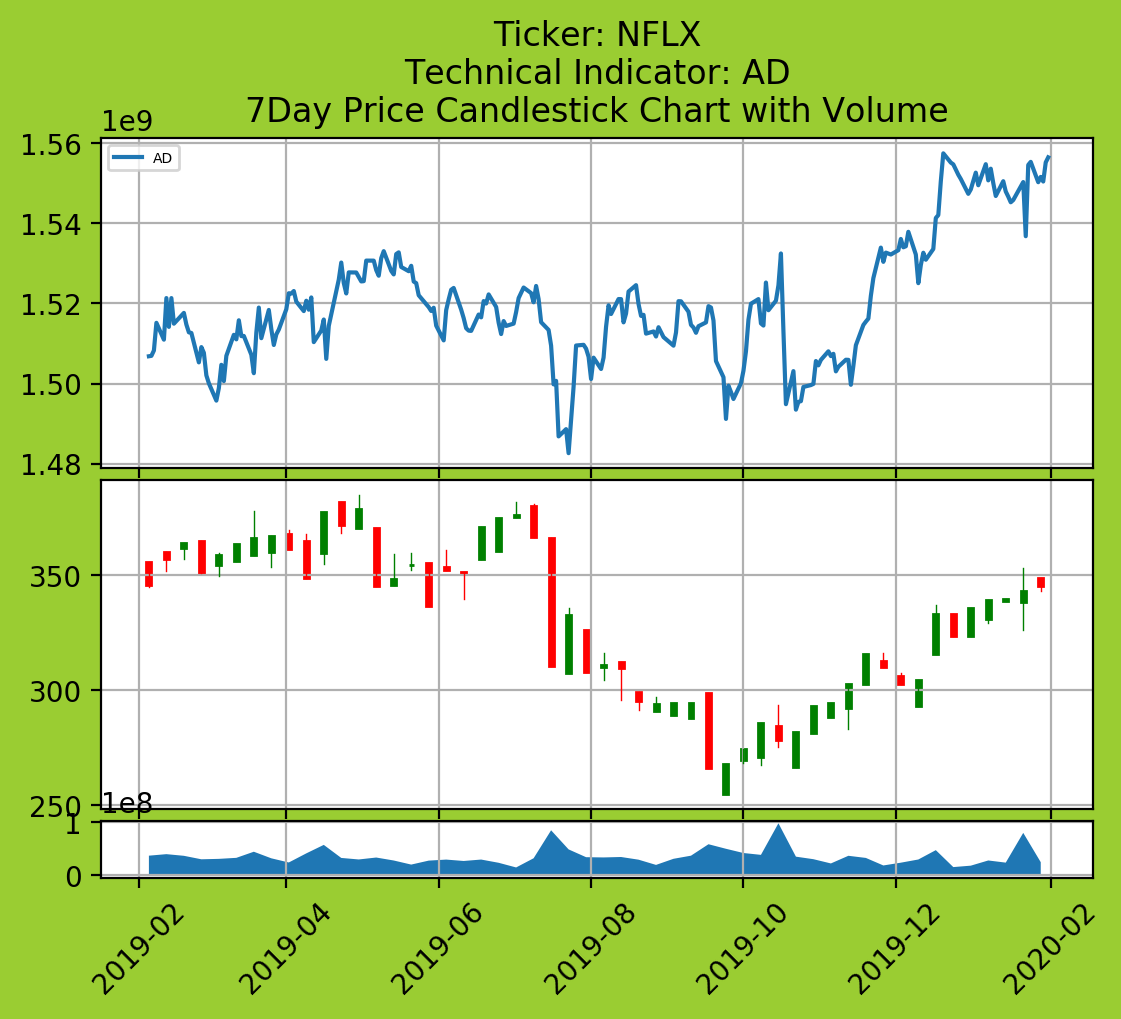 Ticker: NFLX
Technical Indicator: AD
7Day Price Candlestick Chart with Volume
1e9
AD
1.56
1.54
1.52
1.50
1.48
350
300
250
1e8
1
0
2019-02
2019-04
2019-06
2019-08
2019-10
2019-12
2020-02